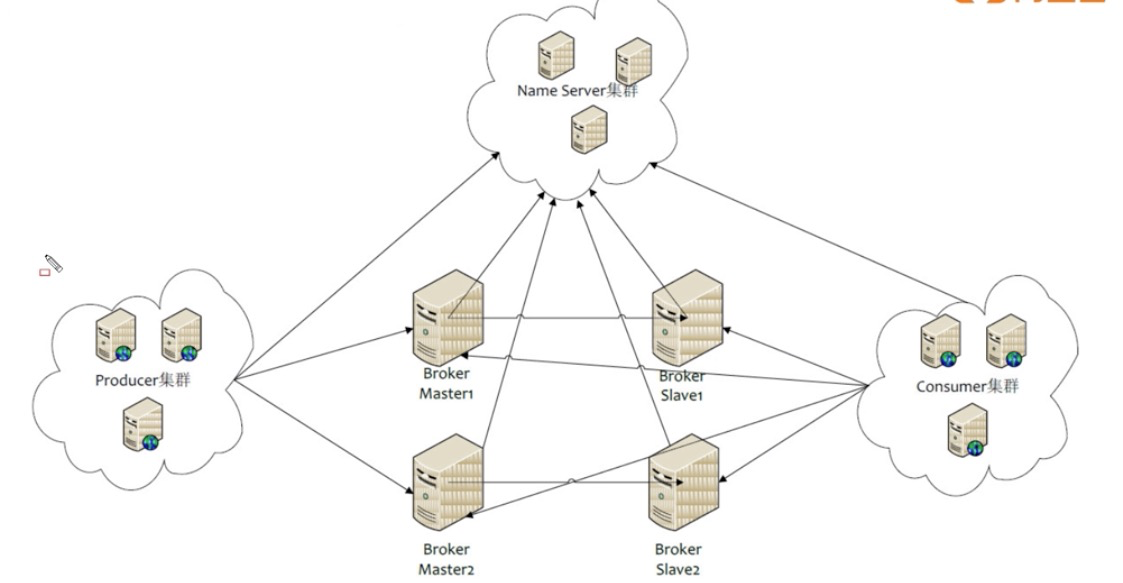 Name Server集群
Producer集群
Broker
Master1
Broker
Slave1
Consumer集群
Broker
Master2
Broker
Slave2